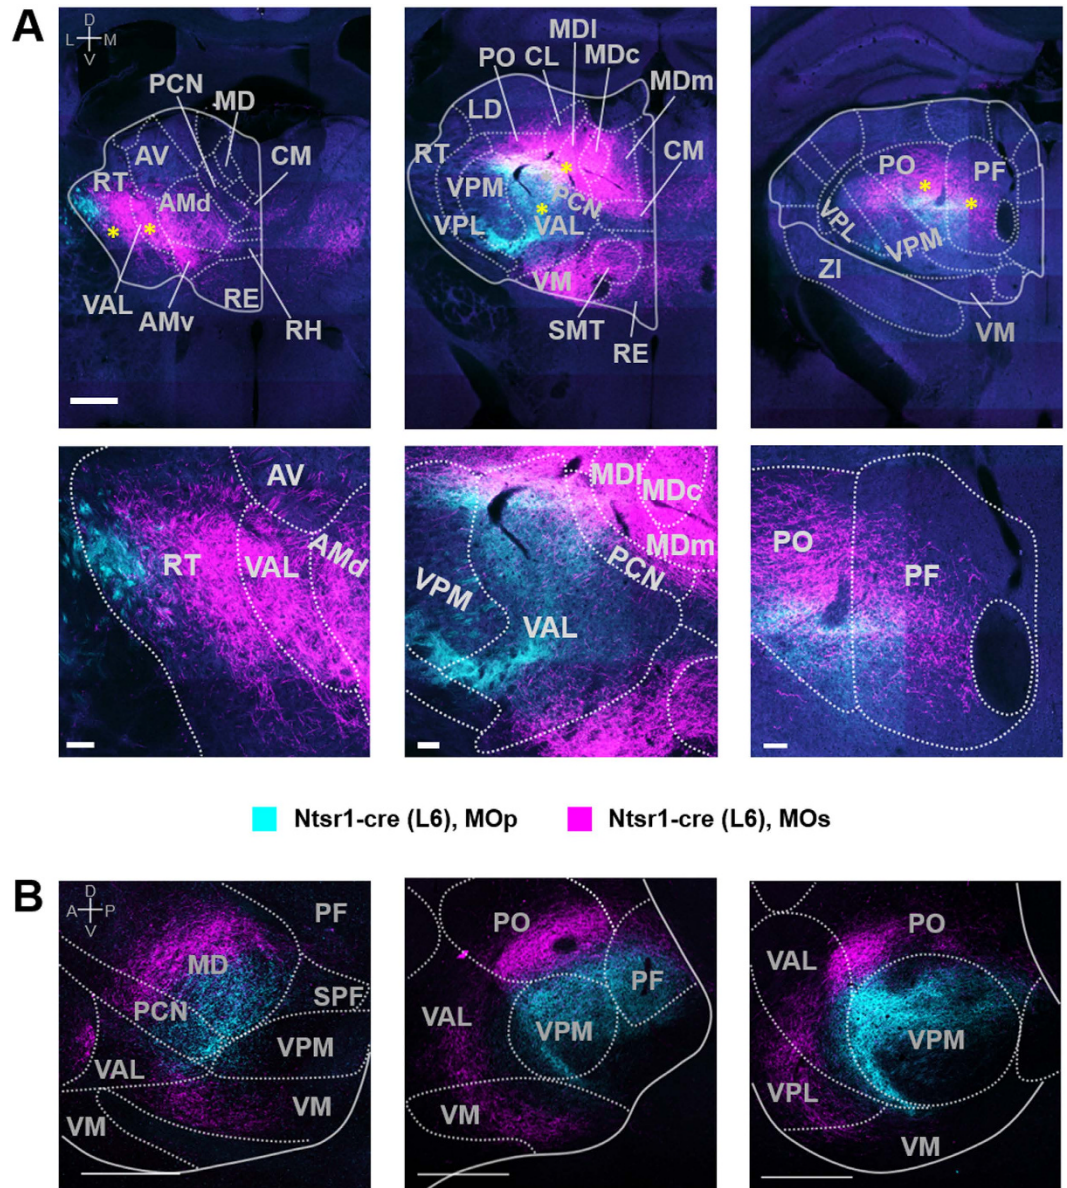 A
D
L M
V
PCN
MD
AV
CM
RT
AMd
VAL
AMv
RE
RH
MDl
PO CL MDc
MDm
LD
RT
CM
VPM
PCN
VPL
VAL
VM
SMT
RE
PO
PF
VPL
VPM
ZI
VM
AV
RT
VAL
AMd
MDl
MDc
MDm
PCN
VPM
VAL
PO
PF
Ntsr1-cre (L6), MOp
Ntsr1-cre (L6), MOs
B
D
A P
V
PF
MD
SPF
PCN
VPM
VAL
VM
VM
PO
PF
VAL
VPM
VM
PO
VAL
VPM
VPL
VM